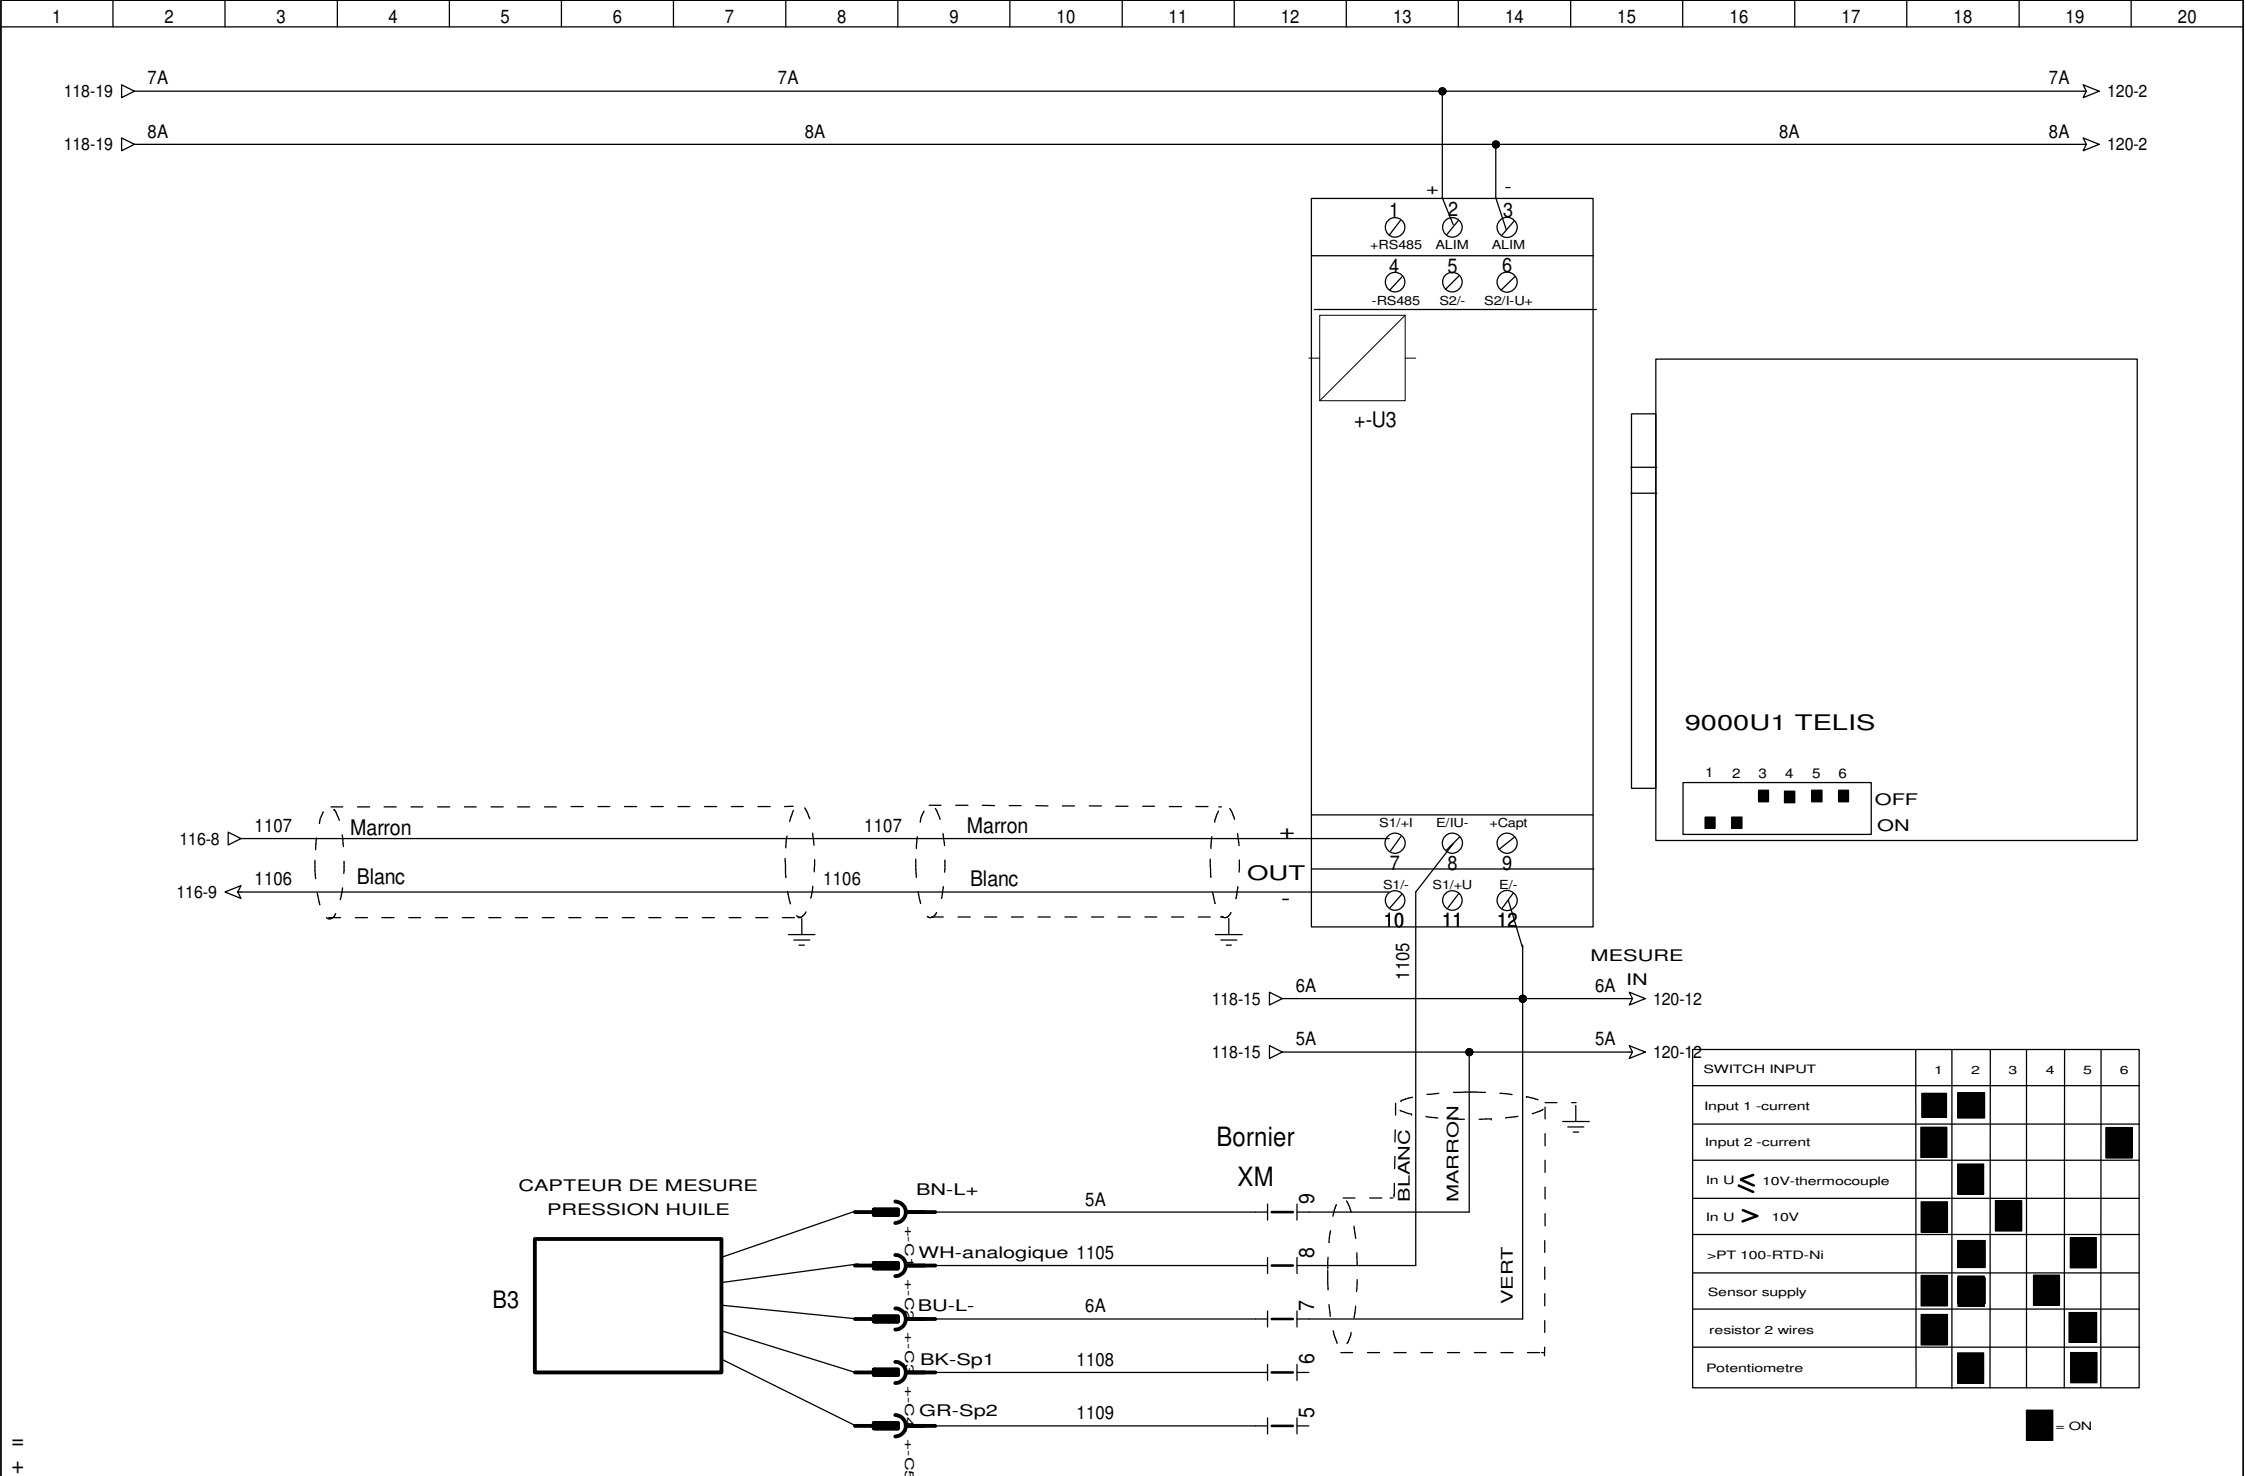 1 2 3 4 5 6 7 8 9 10 11 12 13 14 15 16 17 18 19 20
118-19 7A 7A 7A 120-2
118-19 8A 8A 8A 8A 120-2
+ -
1 2 3
+RS485 ALIM ALIM
4 5 6
-RS485 S2/- S2/I-U+
+-U3
9000U1 TELIS
1 2 3 4 5 6
OFF
ON
116-8 1107 Marron 1107 Marron +
116-9 1106 Blanc 1106 Blanc
OUT
-
S1/+I E/IU- +Capt
7 8 9
S1/- S1/+U E/-
10 11 12
1105
MESURE
IN
118-15 6A 6A 120-12
118-15 5A 5A 120-12
BLANC
MARRON
VERT
Bornier
XM
CAPTEUR DE MESURE
PRESSION HUILE
B3
BN-L+ 5A 9
WH-analogique 1105 8
BU-L- 6A 7
BK-Sp1 1108 6
GR-Sp2 1109 5
SWITCH INPUT 1 2 3 4 5 6
Input 1 -current
Input 2 -current
In U ≤ 10V-thermocouple
In U > 10V
>PT 100-RTD-Ni
Sensor supply
resistor 2 wires
Potentiometre
= ON
=
+